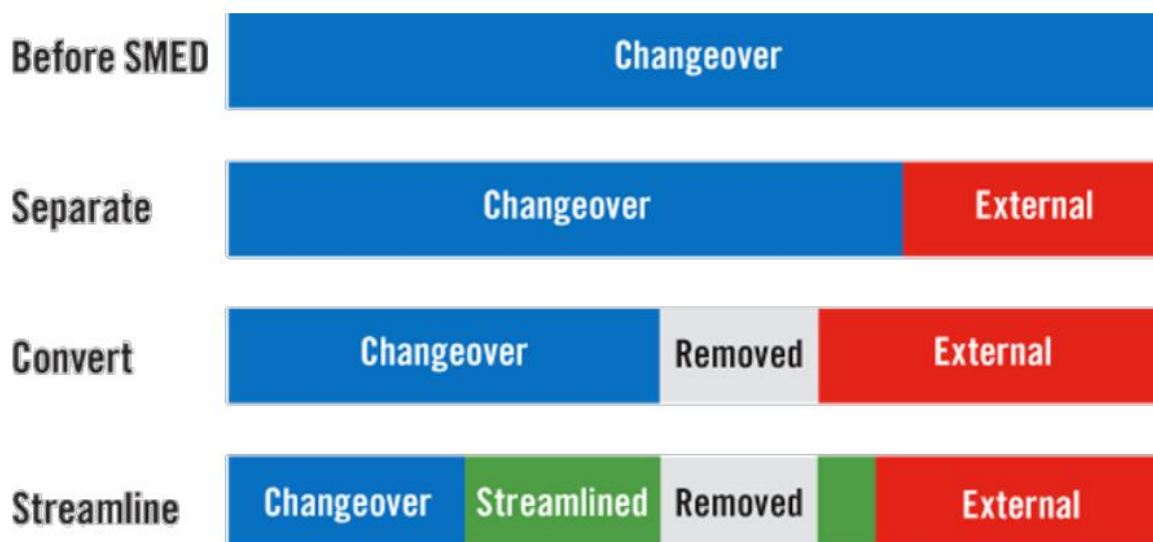 Before SMED Changeover
Separate Changeover External
Convert Changeover Removed External
Streamline Changeover Streamlined Removed External